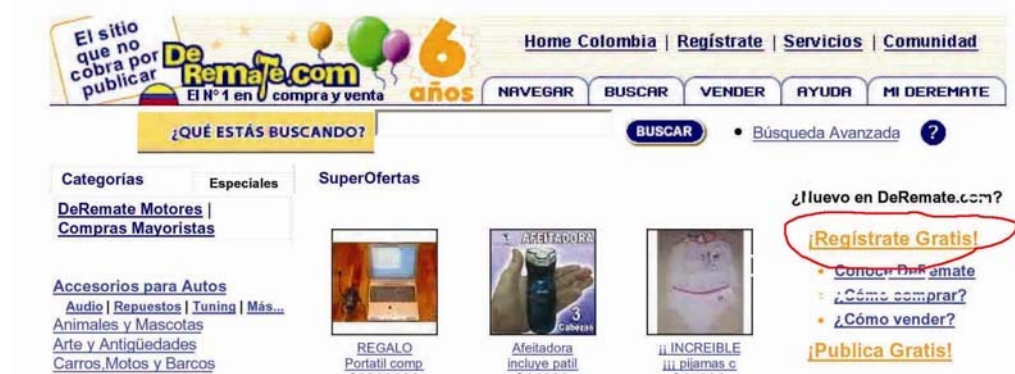 El sitio
que no
cobra por
publicar
DeRemate.com
El N° 1 en compra y venta
6
años
Home Colombia | Regístrate | Servicios | Comunidad
NAVEGAR BUSCAR VENDER AYUDA MI DEREMATE
¿QUÉ ESTÁS BUSCANDO? BUSCAR • Búsqueda Avanzada ?
Categorías Especiales
DeRemate Motores |
Compras Mayoristas
Accesorios para Autos
Audio | Repuestos | Tuning | Más...
Animales y Mascotas
Arte y Antigüedades
Carros,Motos y Barcos
SuperOfertas
REGALO
Portatil comp
AFEITADORA
3
Cabezas
Afeitadora
incluye patil
¡¡ INCREIBLE
¡¡¡ pijamas c
¿Nuevo en DeRemate.com?
¡Regístrate Gratis!
• Conoce DeRemate
• ¿Cómo comprar?
• ¿Cómo vender?
¡Publica Gratis!